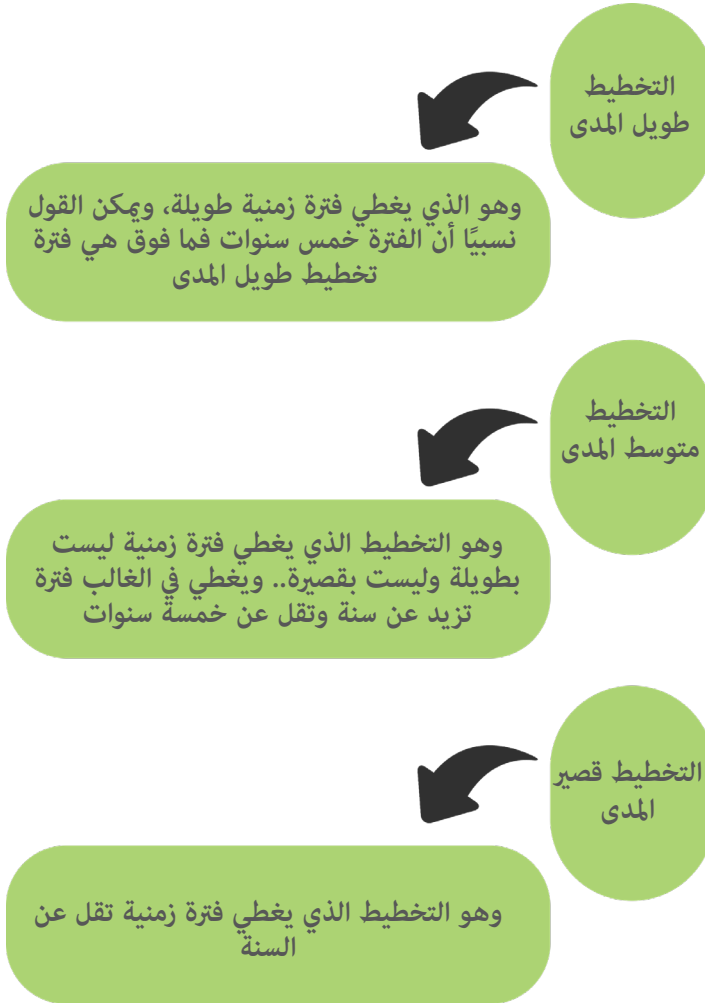 التخطيط
طويل المدى
وهو الذي يغطي فترة زمنية طويلة، ويمكن القول
نسبيًا أن الفترة خمس سنوات فما فوق هي فترة
تخطيط طويل المدى
التخطيط
متوسط المدى
وهو التخطيط الذي يغطي فترة زمنية ليست
بطويلة وليست بقصيرة.. ويغطي في الغالب فترة
تزيد عن سنة وتقل عن خمسة سنوات
التخطيط قصير
المدى
وهو التخطيط الذي يغطي فترة زمنية تقل عن
السنة